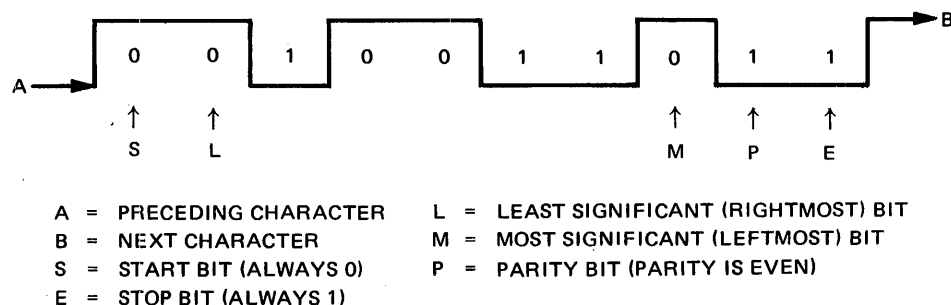 B
0 0 1 0 0 1 1 0 1 1
A
↑ ↑ ↑ ↑ ↑
S L M P E
A = PRECEDING CHARACTER L = LEAST SIGNIFICANT (RIGHTMOST) BIT
B = NEXT CHARACTER M = MOST SIGNIFICANT (LEFTMOST) BIT
S = START BIT (ALWAYS 0) P = PARITY BIT (PARITY IS EVEN)
E = STOP BIT (ALWAYS 1)